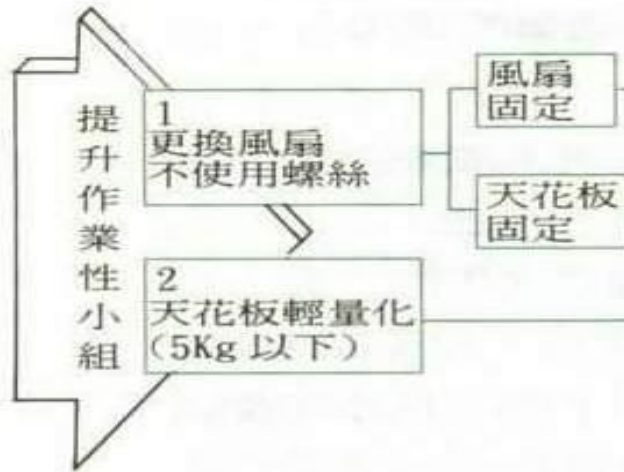 提升作業性小組
1
更換風扇
不使用螺絲
風扇
固定
天花板
固定
2
天花板輕量化
(5Kg 以下)